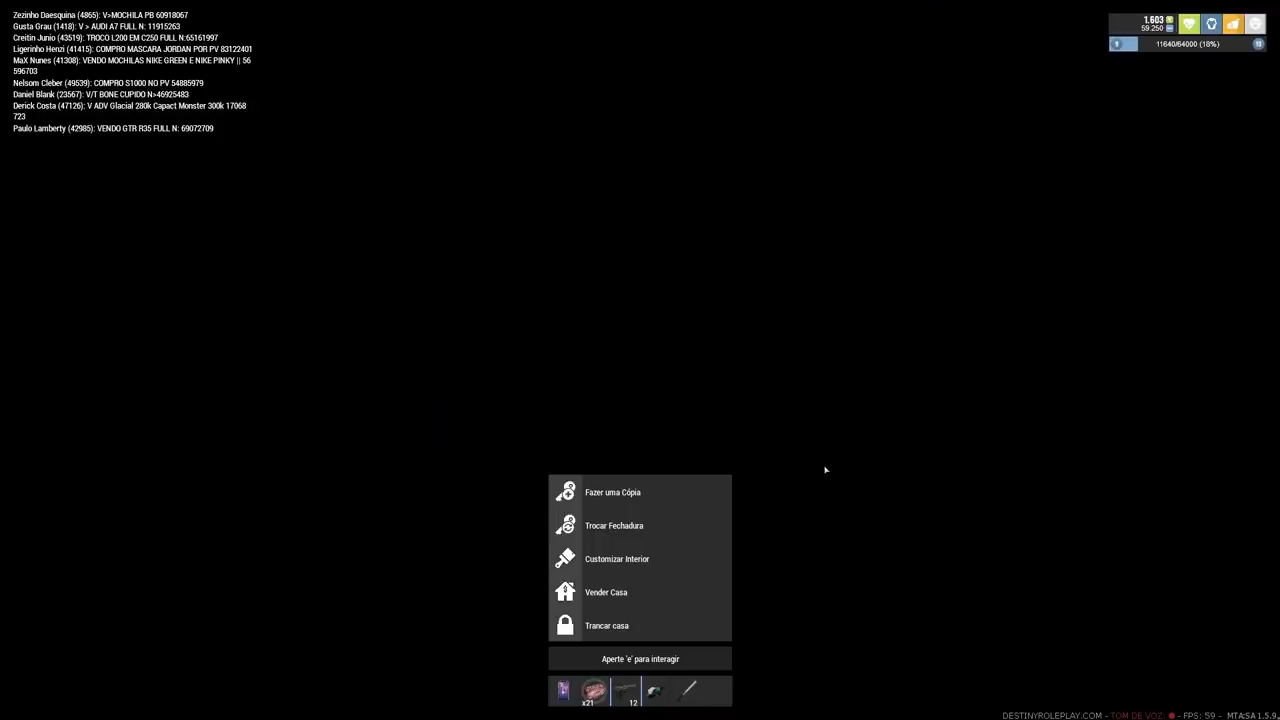 Zezinho Daesquina (4865): V>MOCHILA PB 60918067
Gusta Grau (1418): V > AUDI A7 FULL N: 11915263
Creitin Junio (43519): TROCO L200 EM C250 FULL N:65161997
Ligerinho Henzi (41415): COMPRO MASCARA JORDAN POR PV 83122401
MaX Nunes (41308): VENDO MOCHILAS NIKE GREEN E NIKE PINKY || 56
596703
Nelsom Cleber (49539): COMPRO S1000 NO PV 54885979
Daniel Blank (23567): V/T BONE CUPIDO N>46925483
Derick Costa (47126): V ADV Glacial 280k Capact Monster 300k 17068
723
Paulo Lamberty (42985): VENDO GTR R35 FULL N: 69072709
1.603
59.250
11640/64000 (18%)
Fazer uma Cópia
Trocar Fechadura
Customizar Interior
Vender Casa
Trancar casa
Aperte 'e' para interagir
x21
12
DESTINYROLEPLAY.COM - TOM DE VOZ: - FPS: 59 - MTA:SA 1.5.9